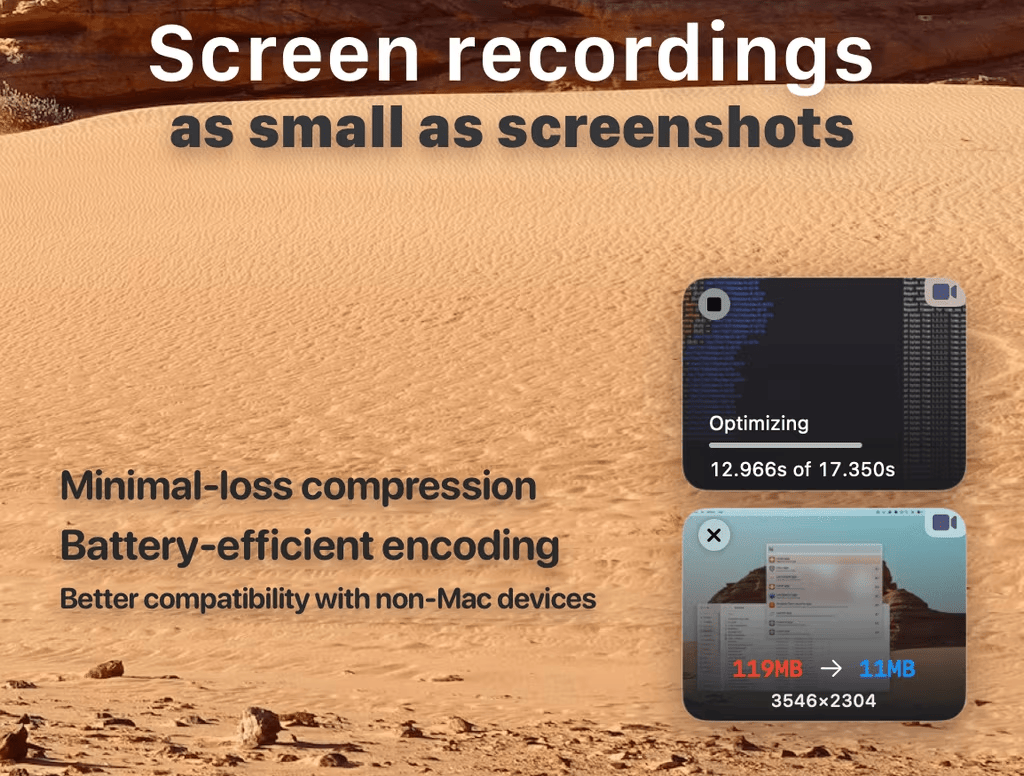 Screen recordings
as small as screenshots
Optimizing
12.966s of 17.350s
Minimal-loss compression
Battery-efficient encoding
Better compatibility with non-Mac devices
119MB → 11MB
3546×2304